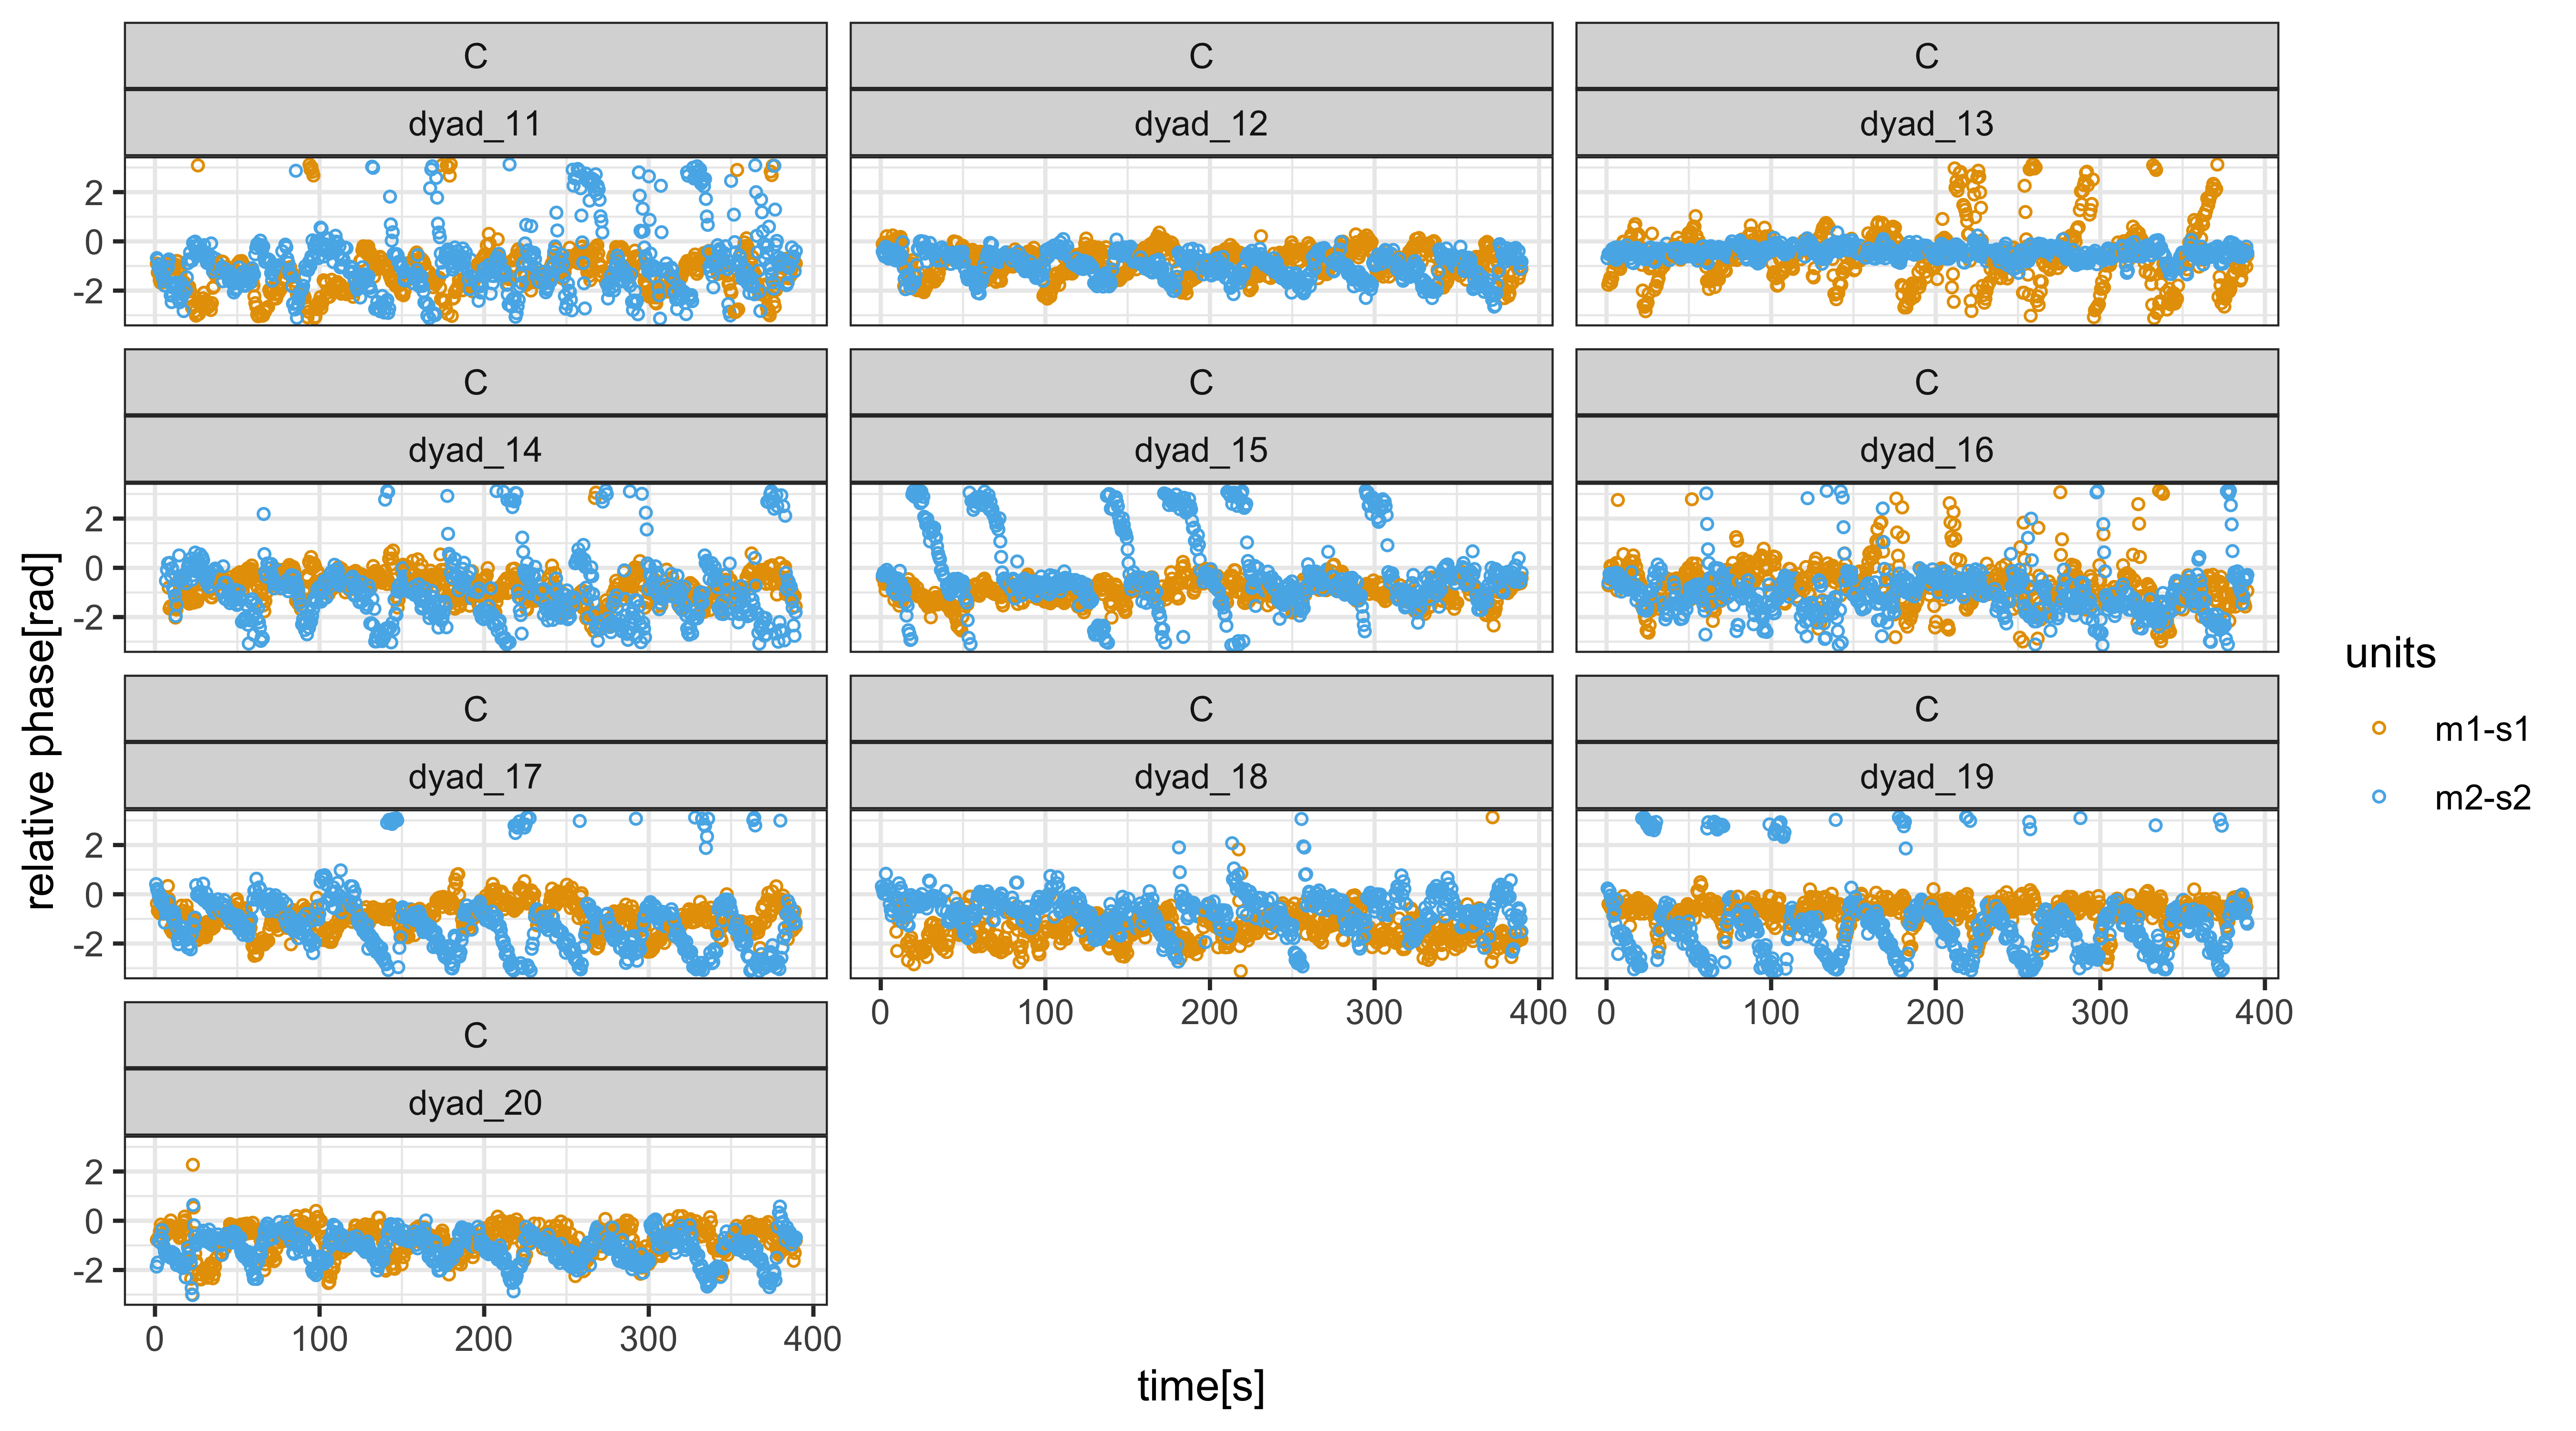 C
C
C
dyad_11
dyad_12
dyad_13
2
0
-2
C
C
C
dyad_14
dyad_15
dyad_16
2
0
-2
C
C
C
dyad_17
dyad_18
dyad_19
2
0
-2
0
100
200
300
400
0
100
200
300
400
C
dyad_20
2
0
-2
0
100
200
300
400
time[s]
relative phase[rad]
units
m1-s1
m2-s2